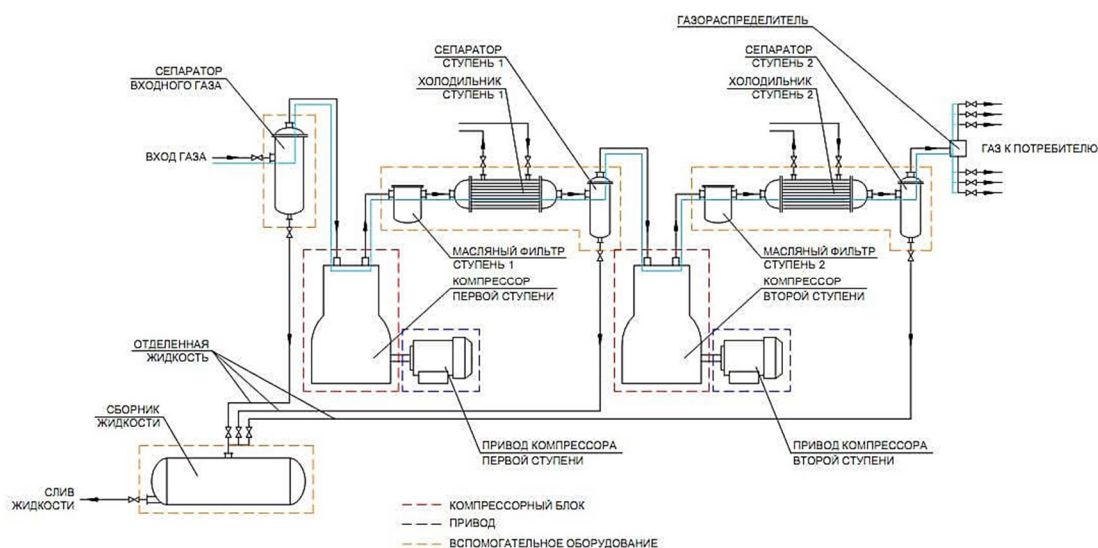 ГАЗОРАСПРЕДЕЛИТЕЛЬ
СЕПАРАТОР
СТУПЕНЬ 1
СЕПАРАТОР
СТУПЕНЬ 2
СЕПАРАТОР
ВХОДНОГО ГАЗА
ХОЛОДИЛЬНИК
СТУПЕНЬ 1
ХОЛОДИЛЬНИК
СТУПЕНЬ 2
ВХОД ГАЗА
ГАЗ К ПОТРЕБИТЕЛЮ
МАСЛЯНЫЙ ФИЛЬТР
СТУПЕНЬ 1
МАСЛЯНЫЙ ФИЛЬТР
СТУПЕНЬ 2
КОМПРЕССОР
ПЕРВОЙ СТУПЕНИ
КОМПРЕССОР
ВТОРОЙ СТУПЕНИ
ОТДЕЛЕННАЯ
ЖИДКОСТЬ
СБОРНИК
ЖИДКОСТИ
ПРИВОД КОМПРЕССОРА
ПЕРВОЙ СТУПЕНИ
ПРИВОД КОМПРЕССОРА
ВТОРОЙ СТУПЕНИ
СЛИВ
ЖИДКОСТИ
КОМПРЕССОРНЫЙ БЛОК
ПРИВОД
ВСПОМОГАТЕЛЬНОЕ ОБОРУДОВАНИЕ